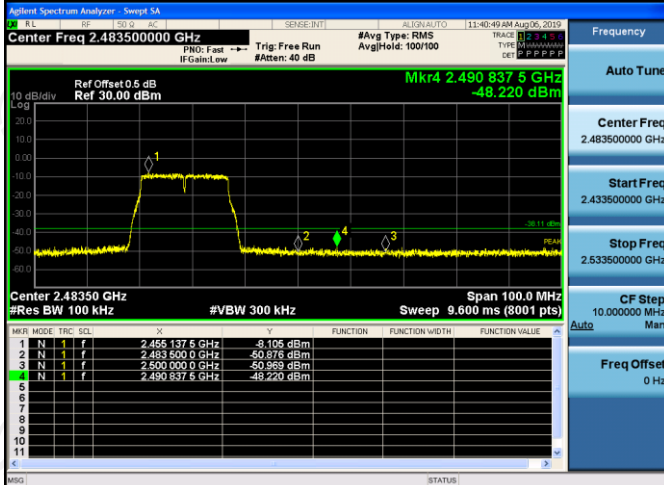 Agilent Spectrum Analyzer - Swept SA
RL RF 50 Ω AC SENSE:INT ALIGN AUTO 11:40:49 AM Aug 06, 2019
Center Freq 2.483500000 GHz
PNO: Fast
IFGain:Low
Trig: Free Run
#Atten: 40 dB
#Avg Type: RMS
Avg|Hold: 100/100
TRACE 1 2 3 4 5 6
TYPE M
DET P P P P P P
Mkr4 2.490 837 5 GHz
-48.220 dBm
Ref Offset 0.5 dB
Ref 30.00 dBm
10 dB/div
Log
20.0
10.0
0.00
-10.0
-20.0
-30.0
-40.0
-50.0
-60.0
1
2
4
3
-38.11 dBm
PEAK
Center 2.48350 GHz
#Res BW 100 kHz
#VBW 300 kHz
Span 100.0 MHz
Sweep 9.600 ms (8001 pts)
MKR MODE TRC SCL X Y FUNCTION FUNCTION WIDTH FUNCTION VALUE
1 N 1 f 2.455 137 5 GHz -8.105 dBm
2 N 1 f 2.483 500 0 GHz -50.876 dBm
3 N 1 f 2.500 000 0 GHz -50.969 dBm
4 N 1 f 2.490 837 5 GHz -48.220 dBm
5
6
7
8
9
10
11
MSG STATUS
Frequency
Auto Tune
Center Freq
2.483500000 GHz
Start Freq
2.433500000 GHz
Stop Freq
2.533500000 GHz
CF Step
10.000000 MHz
Auto Man
Freq Offset
0 Hz